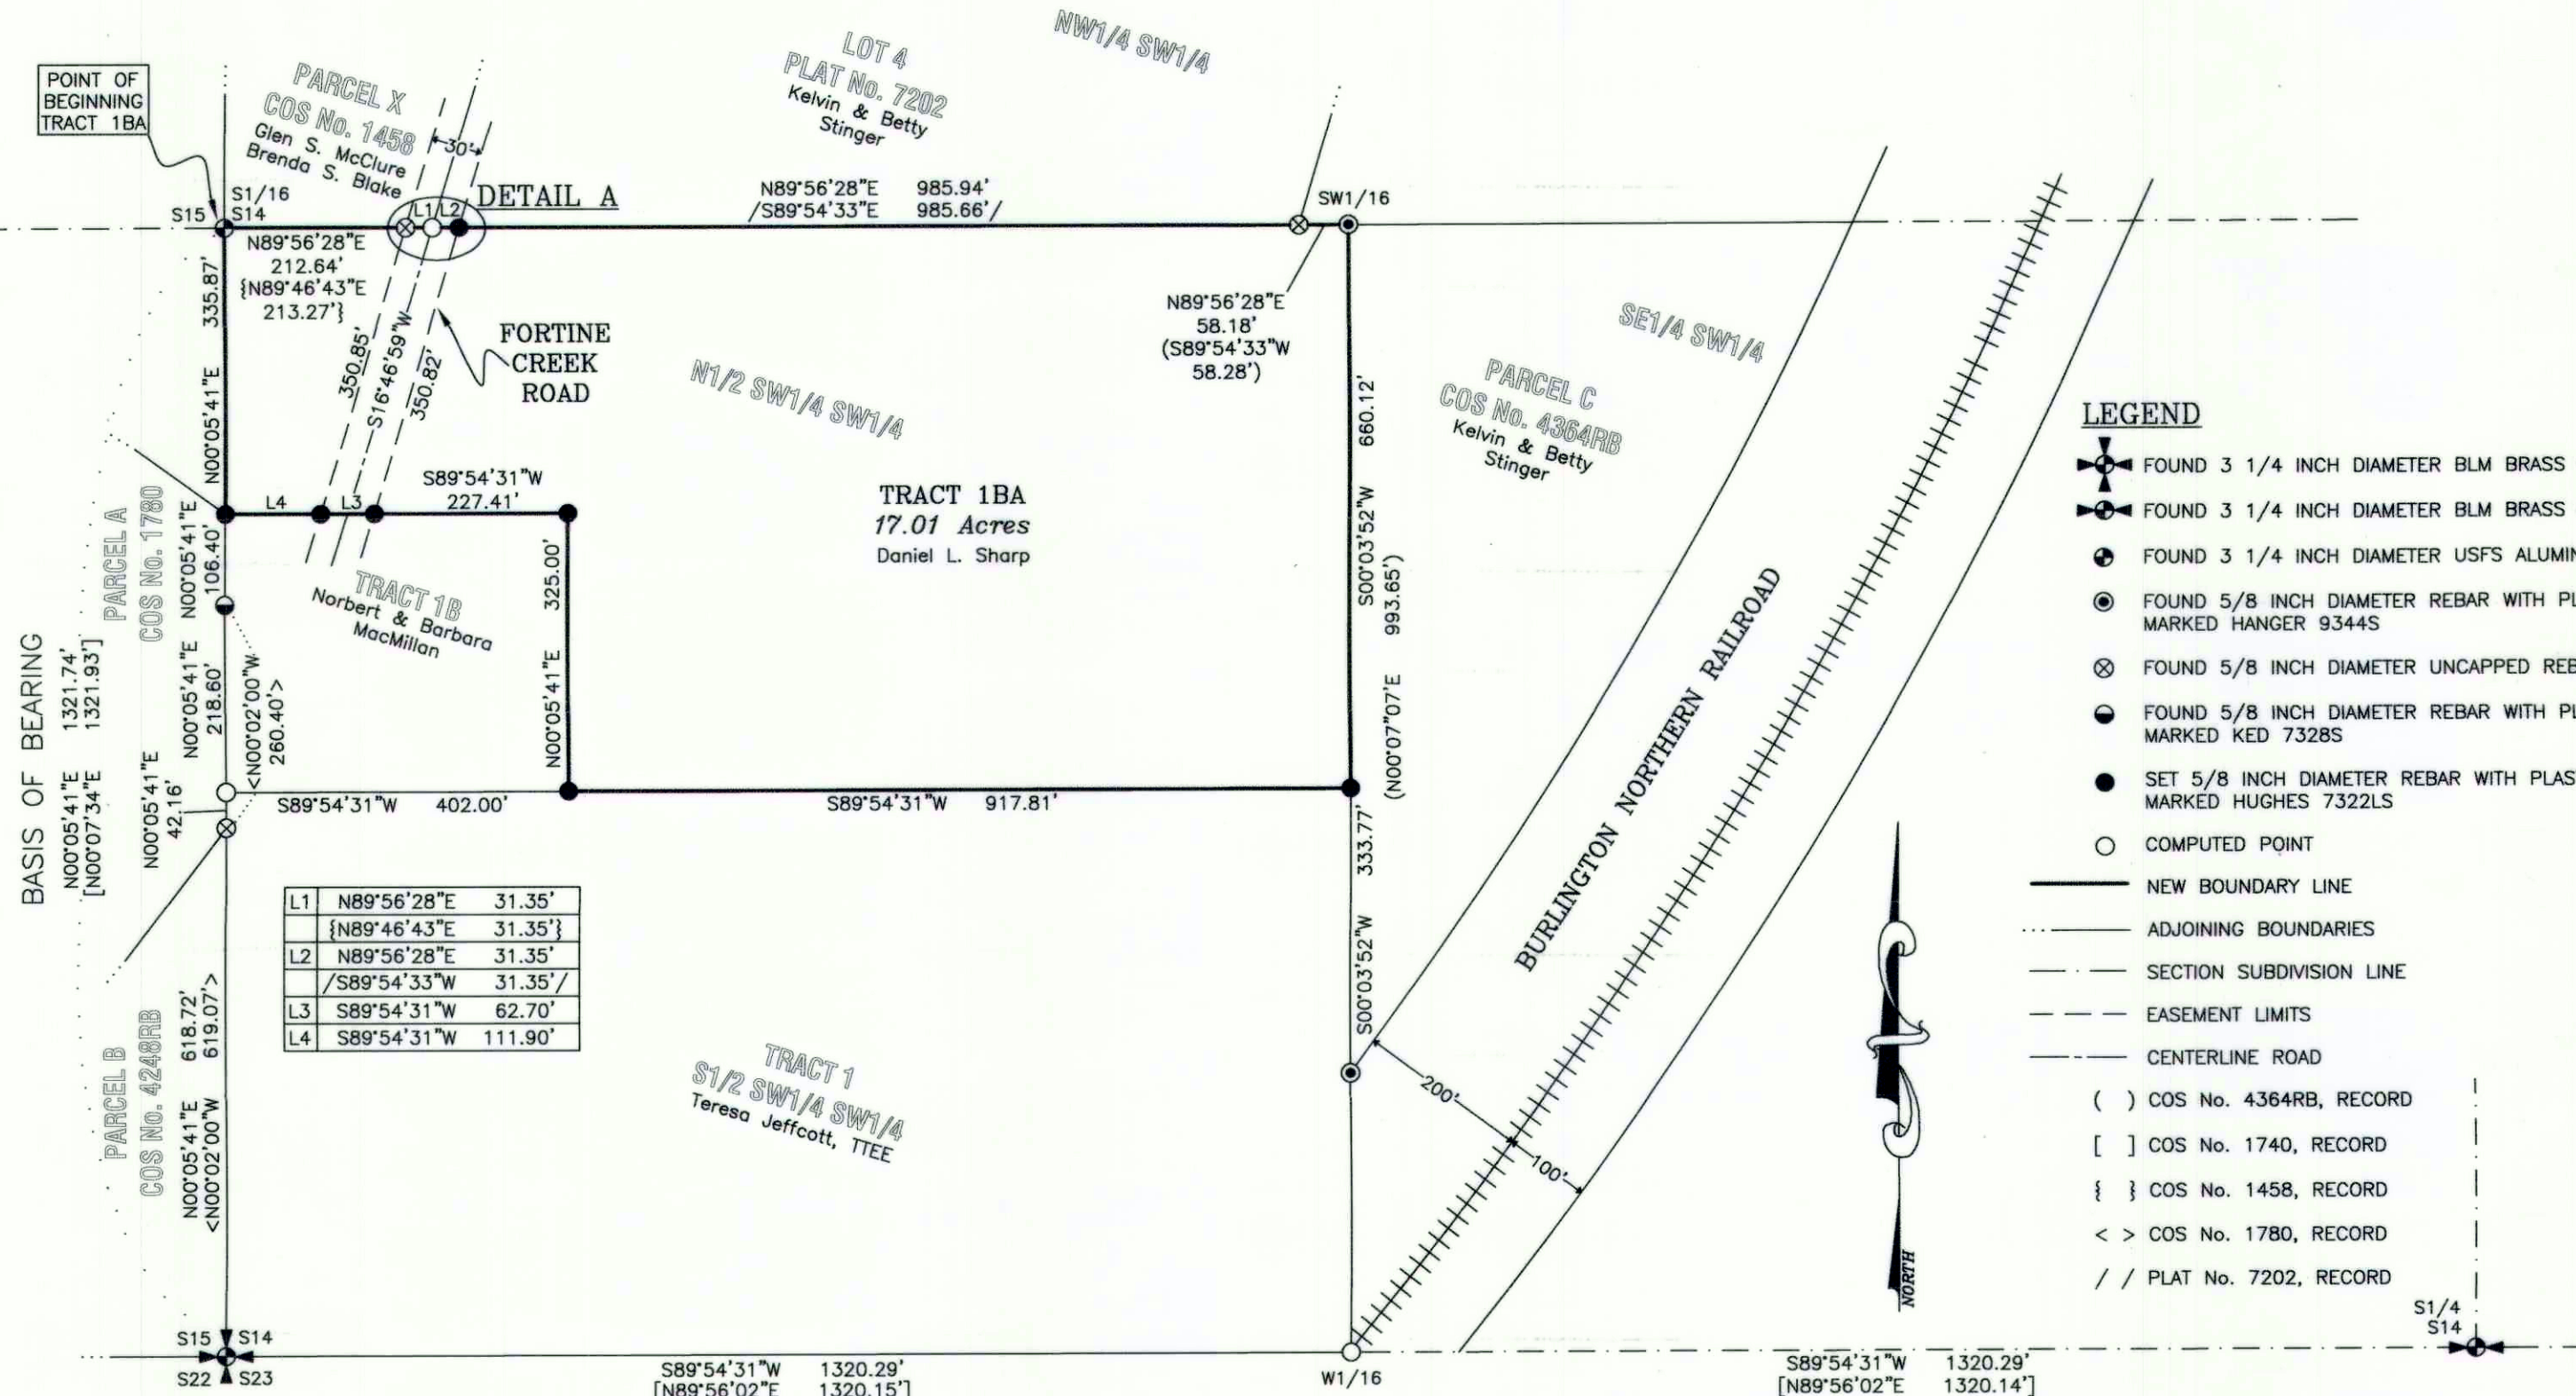 POINT OF
BEGINNING
TRACT 1BA
PARCEL X
COS No. 1458
Glen S. McClure
Brenda S. Blake
30'
LOT 4
PLAT No. 7202
Kelvin & Betty
Stinger
NW1/4 SW1/4
S1/16
S15 S14
L1 L2
DETAIL A
N89°56'28"E 985.94'
/S89°54'33"E 985.66'/
SW1/16
N89°56'28"E
212.64'
{N89°46'43"E
213.27'}
N00°05'41"E 335.87'
350.85'
S16°46'59"W
350.82'
FORTINE
CREEK
ROAD
N89°56'28"E
58.18'
(S89°54'33"W
58.28')
N1/2 SW1/4 SW1/4
SE1/4 SW1/4
PARCEL C
COS No. 4364RB
Kelvin & Betty
Stinger
S00°03'52"W 660.12'
(N00°07"07'E 993.65')
L4
L3
S89°54'31"W
227.41'
TRACT 1BA
17.01 Acres
Daniel L. Sharp
PARCEL A
COS No. 1780
N00°05'41"E
106.40'
TRACT 1B
Norbert & Barbara
MacMillan
N00°05'41"E 325.00'
BASIS OF BEARING
N00°05'41"E 1321.74'
[N00°07'34"E 1321.93']
N00°05'41"E
218.60'
<N00°02'00"W
260.40'>
N00°05'41"E
42.16'
S89°54'31"W 402.00'
S89°54'31"W 917.81'
BURLINGTON NORTHERN RAILROAD
S00°03'52"W 333.77'
L1 N89°56'28"E 31.35'
{N89°46'43"E 31.35'}
L2 N89°56'28"E 31.35'
/S89°54'33"W 31.35'/
L3 S89°54'31"W 62.70'
L4 S89°54'31"W 111.90'
PARCEL B
COS No. 4248RB
N00°05'41"E 618.72'
<N00°02'00"W 619.07'>
TRACT 1
S1/2 SW1/4 SW1/4
Teresa Jeffcott, TTEE
200'
100'
NORTH
S15 S14
S22 S23
S89°54'31"W 1320.29'
[N89°56'02"E 1320.15']
W1/16
S89°54'31"W 1320.29'
[N89°56'02"E 1320.14']
S1/4
S14
LEGEND
FOUND 3 1/4 INCH DIAMETER BLM BRASS
FOUND 3 1/4 INCH DIAMETER BLM BRASS
FOUND 3 1/4 INCH DIAMETER USFS ALUMIN
FOUND 5/8 INCH DIAMETER REBAR WITH PL
MARKED HANGER 9344S
FOUND 5/8 INCH DIAMETER UNCAPPED REB
FOUND 5/8 INCH DIAMETER REBAR WITH PL
MARKED KED 7328S
SET 5/8 INCH DIAMETER REBAR WITH PLAS
MARKED HUGHES 7322LS
COMPUTED POINT
NEW BOUNDARY LINE
ADJOINING BOUNDARIES
SECTION SUBDIVISION LINE
EASEMENT LIMITS
CENTERLINE ROAD
( ) COS No. 4364RB, RECORD
[ ] COS No. 1740, RECORD
{ } COS No. 1458, RECORD
< > COS No. 1780, RECORD
/ / PLAT No. 7202, RECORD